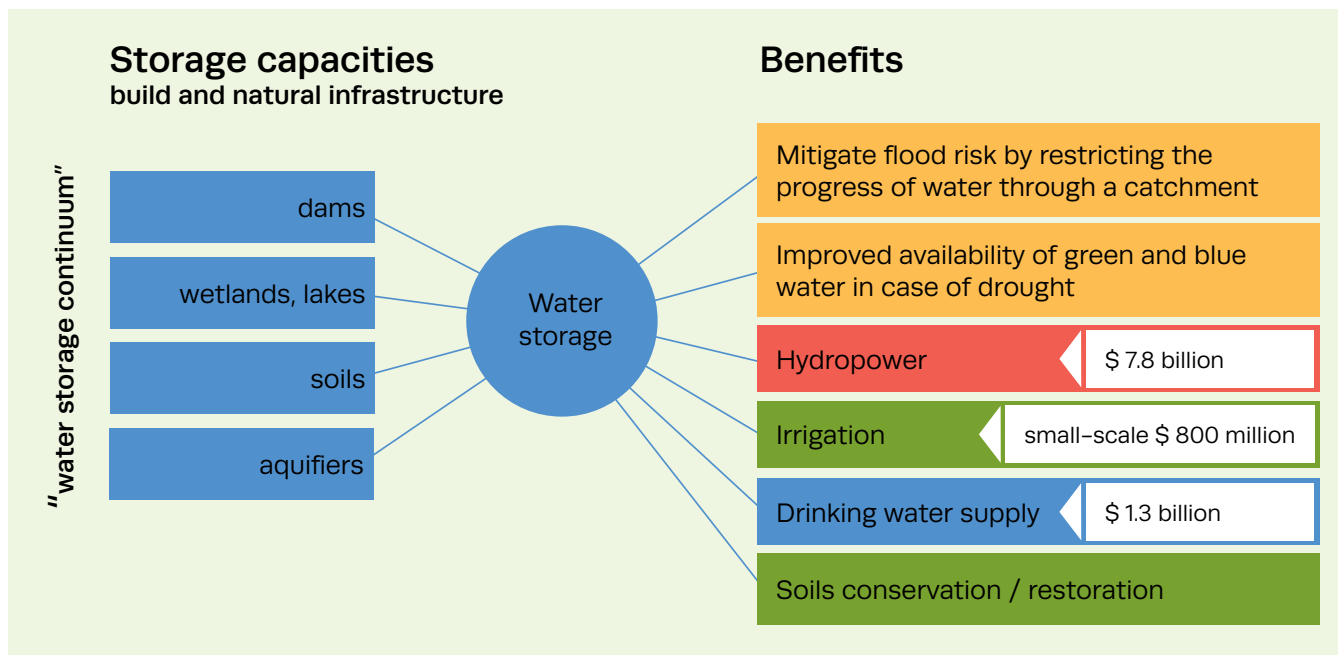 Storage capacities
build and natural infrastructure
"water storage continuum"
dams
wetlands, lakes
soils
aquifiers
Water
storage
Benefits
Mitigate flood risk by restricting the
progress of water through a catchment
Improved availability of green and blue
water in case of drought
Hydropower
$ 7.8 billion
Irrigation
small-scale $ 800 million
Drinking water supply
$ 1.3 billion
Soils conservation / restoration